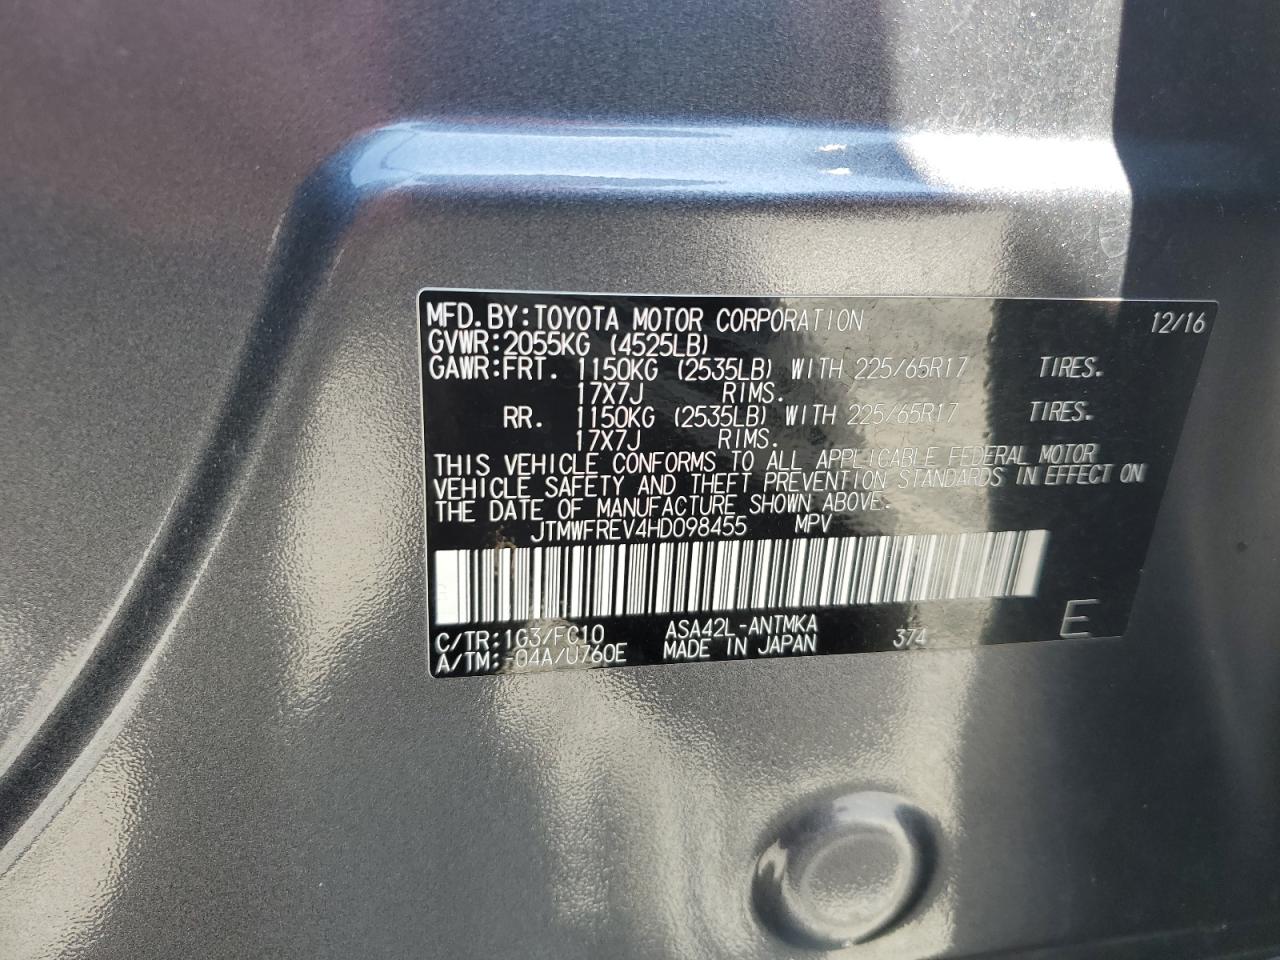 MFD. BY: TOYOTA MOTOR CORPORATION 12/16
GVWR: 2055KG (4525LB)
GAWR: FRT. 1150KG (2535LB) WITH 225/65R17 TIRES.
17X7J RIMS.
RR. 1150KG (2535LB) WITH 225/65R17 TIRES.
17X7J RIMS.
THIS VEHICLE CONFORMS TO ALL APPLICABLE FEDERAL MOTOR
VEHICLE SAFETY AND THEFT PREVENTION STANDARDS IN EFFECT ON
THE DATE OF MANUFACTURE SHOWN ABOVE.
JTMWFREV4HD098455 MPV
C/TR: 1G3/FC10 ASA42L-ANTMKA 374 E
A/TM: -04A/U760E MADE IN JAPAN